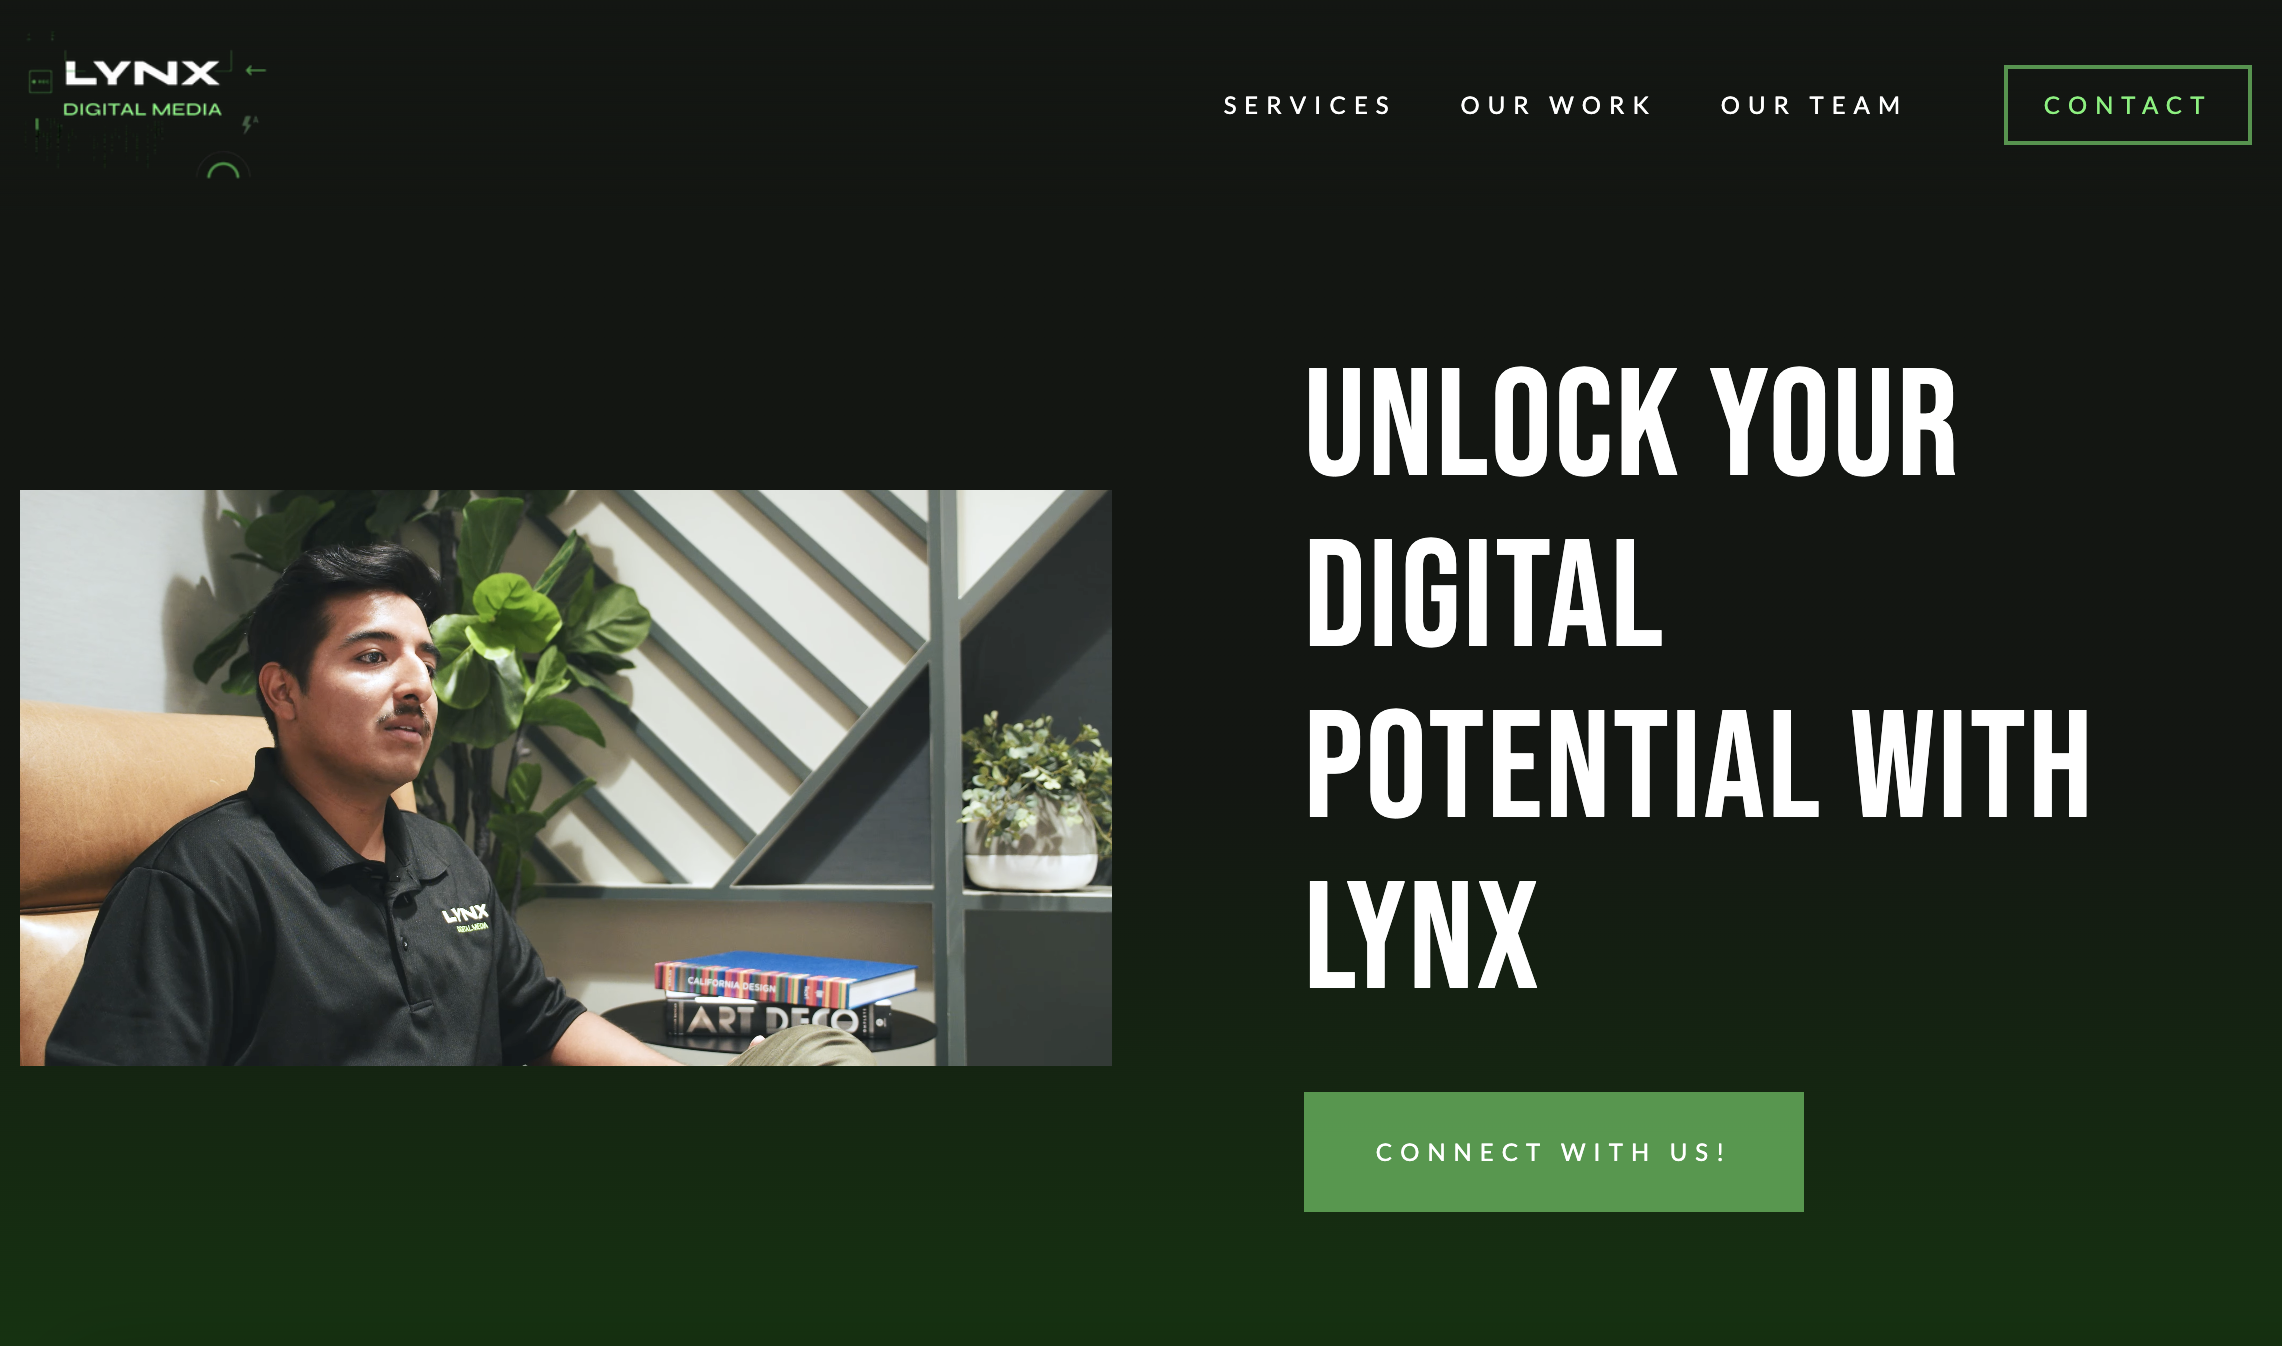 LYNX
DIGITAL MEDIA
SERVICES
OUR WORK
OUR TEAM
CONTACT
UNLOCK YOUR
DIGITAL
POTENTIAL WITH
LYNX
LYNX
DIGITAL MEDIA
CALIFORNIA DESIGN
ART DECO
CONNECT WITH US!